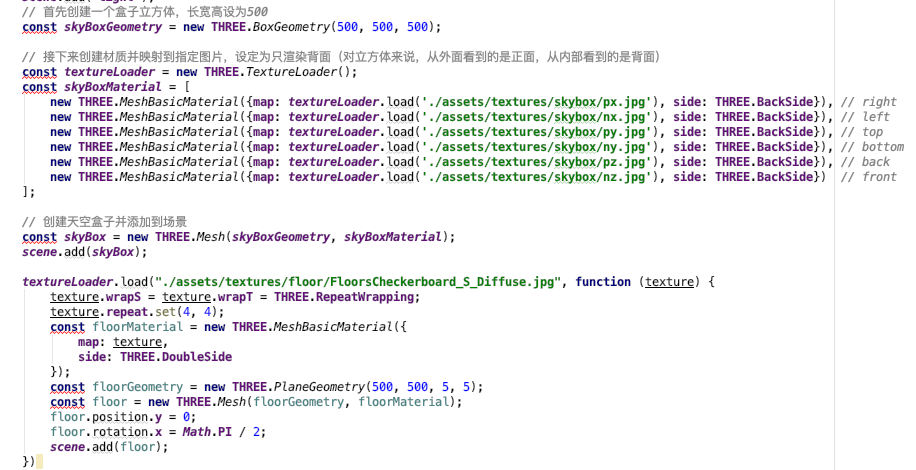 // 首先创建一个盒子立方体，长宽高设为500
const skyBoxGeometry = new THREE.BoxGeometry(500, 500, 500);
// 接下来创建材质并映射到指定图片，设定为只渲染背面（对立方体来说，从外面看到的是正面，从内部看到的是背面）
const textureLoader = new THREE.TextureLoader();
const skyBoxMaterial = [
    new THREE.MeshBasicMaterial({map: textureLoader.load('./assets/textures/skybox/px.jpg'), side: THREE.BackSide}), // right
    new THREE.MeshBasicMaterial({map: textureLoader.load('./assets/textures/skybox/nx.jpg'), side: THREE.BackSide}), // left
    new THREE.MeshBasicMaterial({map: textureLoader.load('./assets/textures/skybox/py.jpg'), side: THREE.BackSide}), // top
    new THREE.MeshBasicMaterial({map: textureLoader.load('./assets/textures/skybox/ny.jpg'), side: THREE.BackSide}), // bottom
    new THREE.MeshBasicMaterial({map: textureLoader.load('./assets/textures/skybox/pz.jpg'), side: THREE.BackSide}), // back
    new THREE.MeshBasicMaterial({map: textureLoader.load('./assets/textures/skybox/nz.jpg'), side: THREE.BackSide})  // front
];
// 创建天空盒子并添加到场景
const skyBox = new THREE.Mesh(skyBoxGeometry, skyBoxMaterial);
scene.add(skyBox);
textureLoader.load("./assets/textures/floor/FloorsCheckerboard_S_Diffuse.jpg", function (texture) {
    texture.wrapS = texture.wrapT = THREE.RepeatWrapping;
    texture.repeat.set(4, 4);
    const floorMaterial = new THREE.MeshBasicMaterial({
        map: texture,
        side: THREE.DoubleSide
    });
    const floorGeometry = new THREE.PlaneGeometry(500, 500, 5, 5);
    const floor = new THREE.Mesh(floorGeometry, floorMaterial);
    floor.position.y = 0;
    floor.rotation.x = Math.PI / 2;
    scene.add(floor);
})